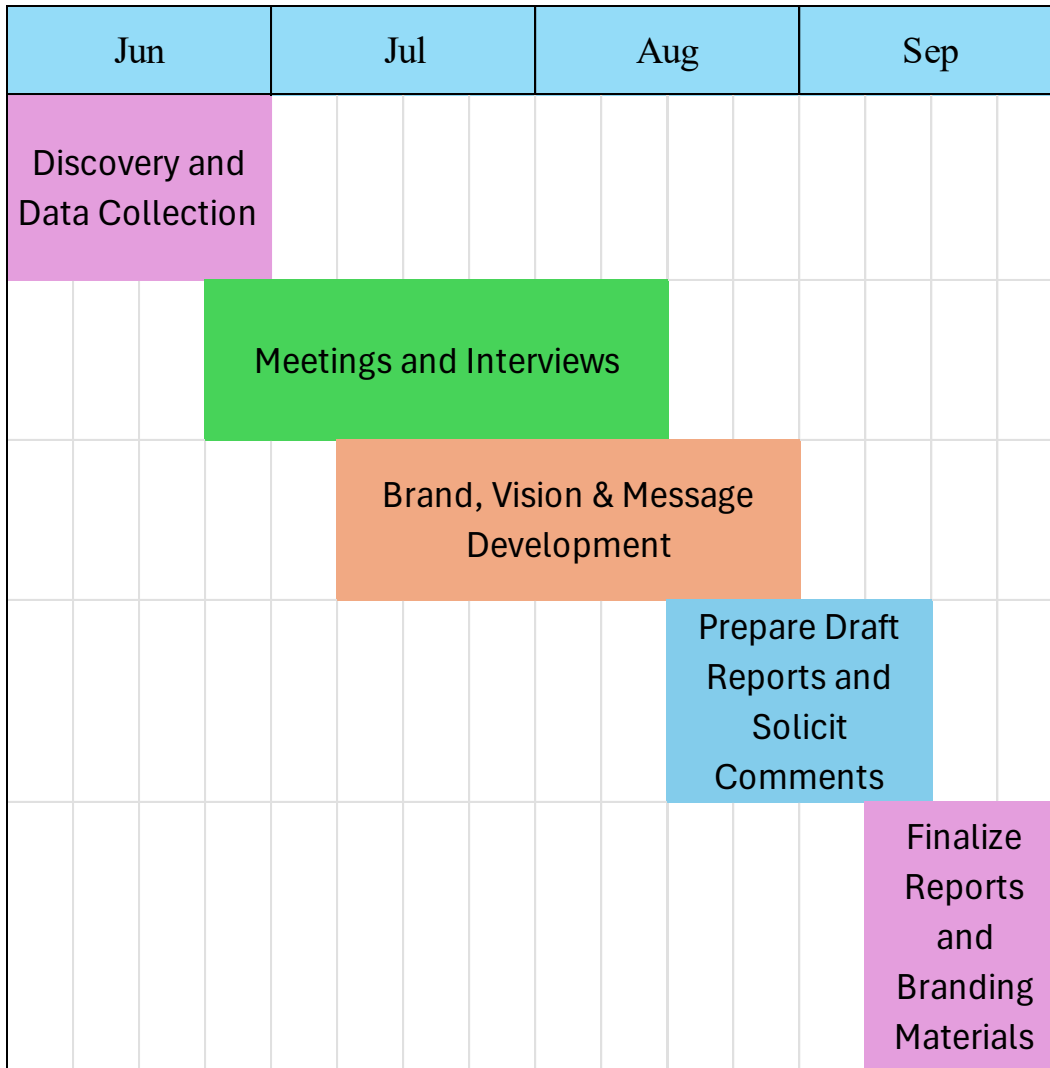 Jun Jul Aug Sep
Discovery and
Data Collection
Meetings and Interviews
Brand, Vision & Message
Development
Prepare Draft
Reports and
Solicit
Comments
Finalize
Reports
and
Branding
Materials